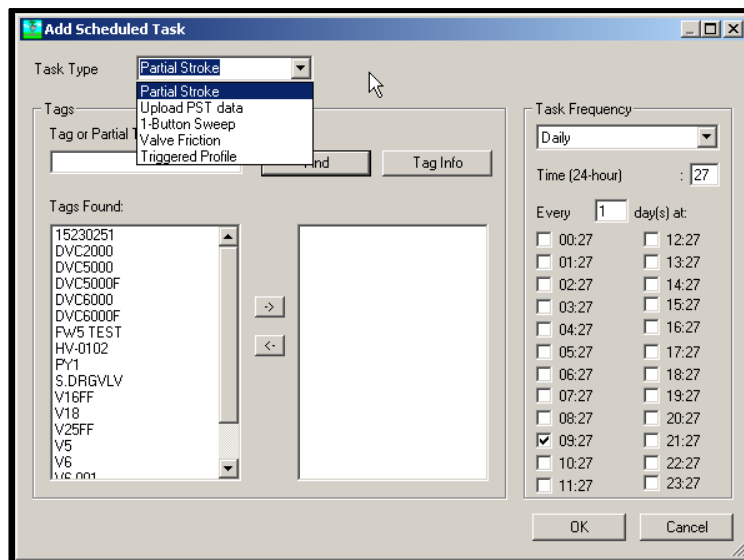 Add Scheduled Task
Task Type
Partial Stroke
Partial Stroke
Upload PST data
1-Button Sweep
Valve Friction
Triggered Profile
Tags
Tag or Partial
Tag Info
Tags Found:
15230251
DVC2000
DVC5000
DVC5000F
DVC6000
DVC6000F
FW5 TEST
HV-0102
PY1
S.DRGVLV
V16FF
V18
V25FF
V5
V6
V6 001
->
<-
Task Frequency
Daily
Time (24-hour) : 27
Every 1 day(s) at:
00:27 12:27
01:27 13:27
02:27 14:27
03:27 15:27
04:27 16:27
05:27 17:27
06:27 18:27
07:27 19:27
08:27 20:27
09:27 21:27
10:27 22:27
11:27 23:27
OK Cancel